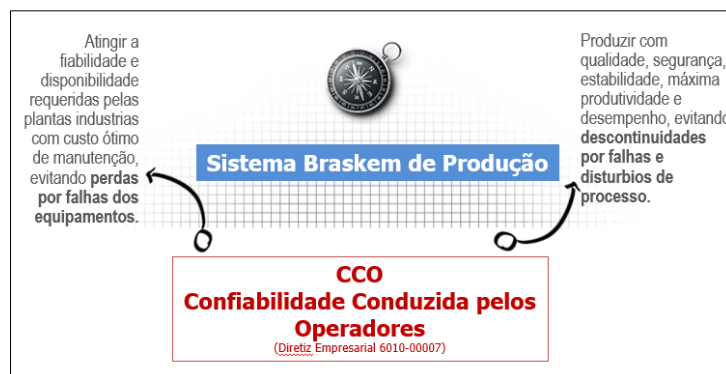 Atingir a
fiabilidade e
disponibilidade
requeridas pelas
plantas industrias
com custo ótimo
de manutenção,
evitando perdas
por falhas dos
equipamentos.
Produzir com
qualidade, segurança,
estabilidade, máxima
produtividade e
desempenho, evitando
descontinuidades
por falhas e
disturbios de
processo.
Sistema Braskem de Produção
CCO
Confiabilidade Conduzida pelos
Operadores
(Diretiz Empresarial 6010-00007)